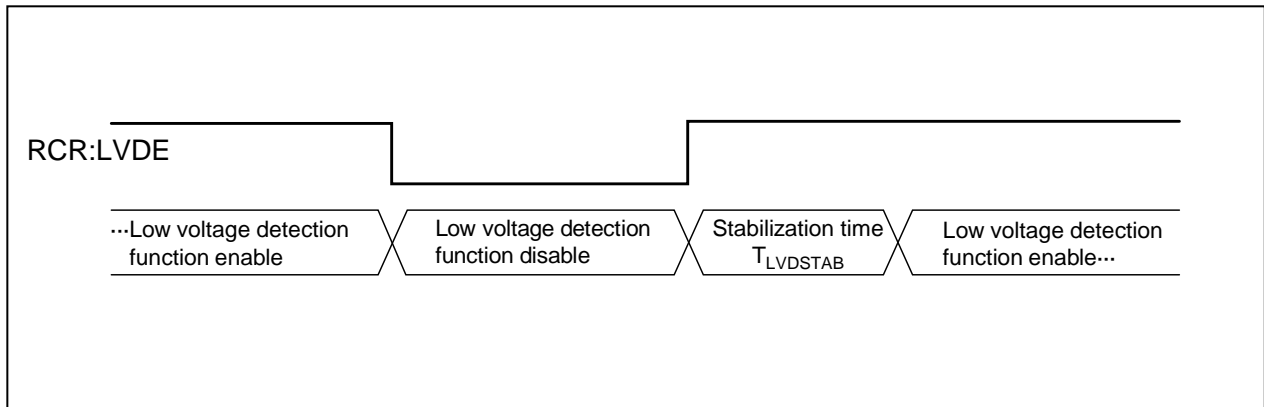 RCR:LVDE
···Low voltage detection
function enable
Low voltage detection
function disable
Stabilization time
TLVDSTAB
Low voltage detection
function enable···